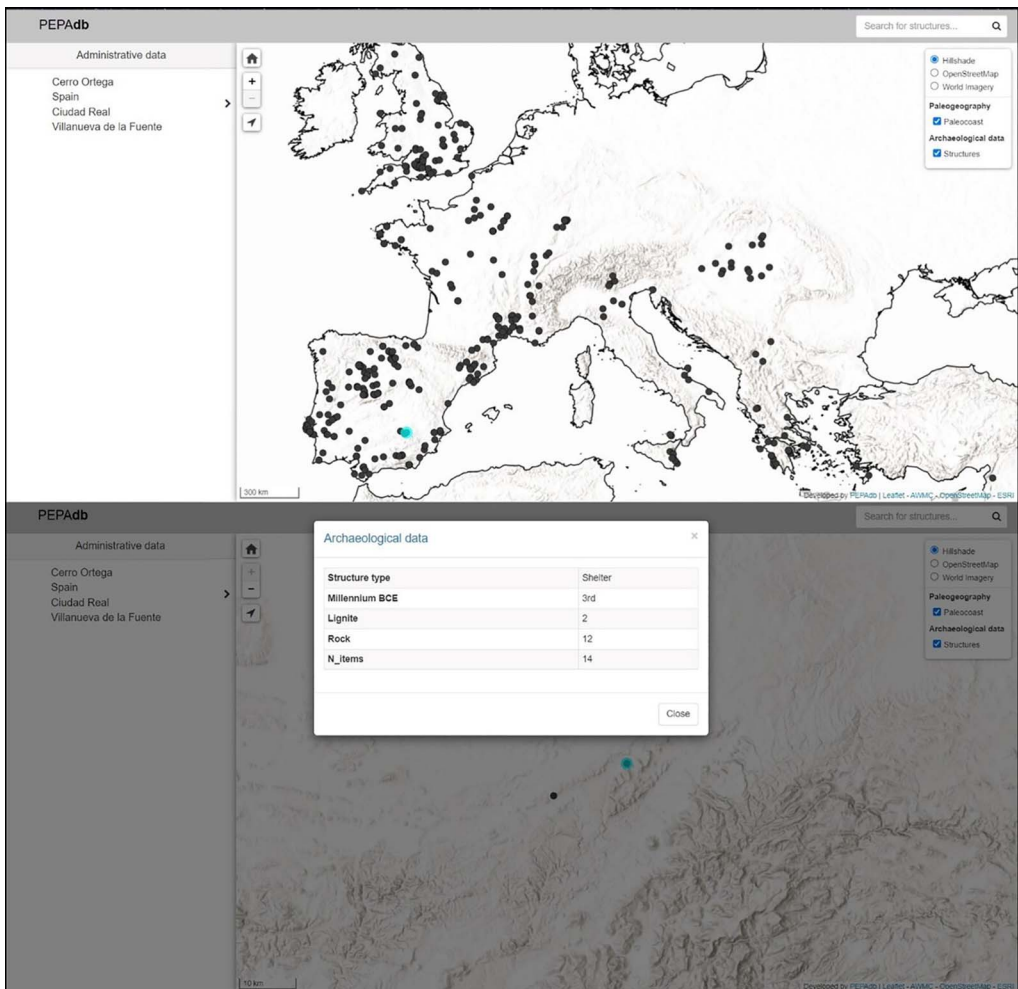 PEPAdb
Search for structures...
Administrative data
Cerro Ortega
Spain
Ciudad Real
Villanueva de la Fuente
+
-
Hillshade
OpenStreetMap
World Imagery
Paleogeography
Paleocoast
Archaeological data
Structures
300 km
Developed by PEPAdb | Leaflet - AWMC - OpenStreetMap - ESRI
PEPAdb
Search for structures...
Administrative data
Cerro Ortega
Spain
Ciudad Real
Villanueva de la Fuente
+
-
Archaeological data ×
Structure type Shelter
Millennium BCE 3rd
Lignite 2
Rock 12
N_items 14
Close
Hillshade
OpenStreetMap
World Imagery
Paleogeography
Paleocoast
Archaeological data
Structures
10 km
Developed by PEPAdb | Leaflet - AWMC - OpenStreetMap - ESRI